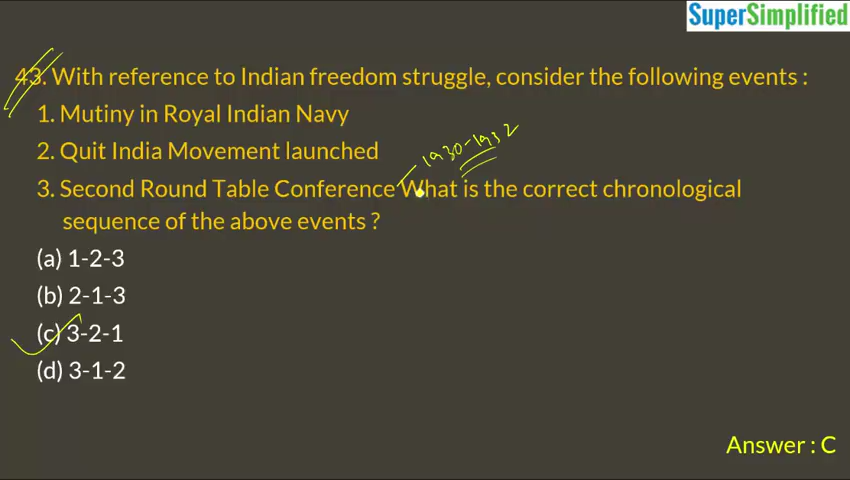 SuperSimplified
43. With reference to Indian freedom struggle, consider the following events :
1. Mutiny in Royal Indian Navy
2. Quit India Movement launched
1930-1932
3. Second Round Table Conference What is the correct chronological
sequence of the above events ?
(a) 1-2-3
(b) 2-1-3
(c) 3-2-1
(d) 3-1-2
Answer : C